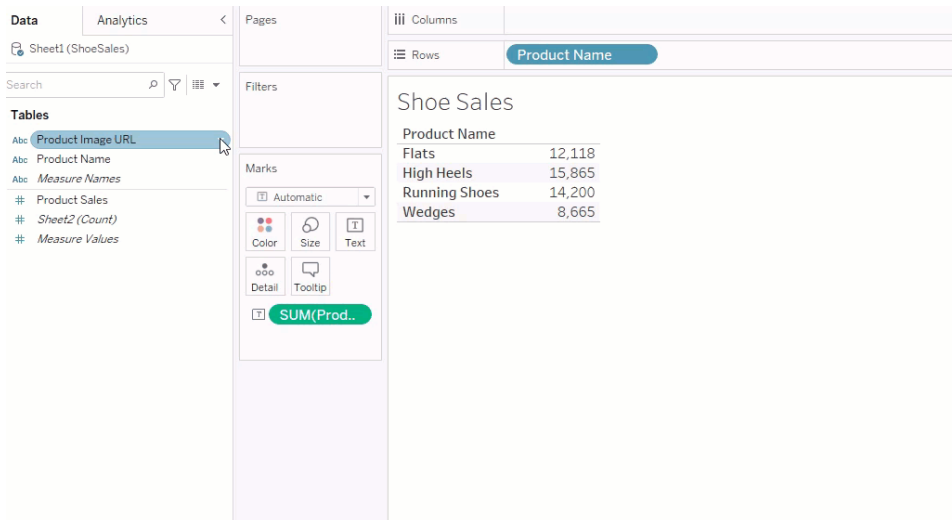 Data
Analytics
Sheet1 (ShoeSales)
Search
Tables
Abc Product Image URL
Abc Product Name
Abc Measure Names
# Product Sales
# Sheet2 (Count)
# Measure Values
Pages
Filters
Marks
T Automatic
Color Size Text
Detail Tooltip
T SUM(Prod..
iii Columns
Rows Product Name
Shoe Sales
Product Name
Flats 12,118
High Heels 15,865
Running Shoes 14,200
Wedges 8,665